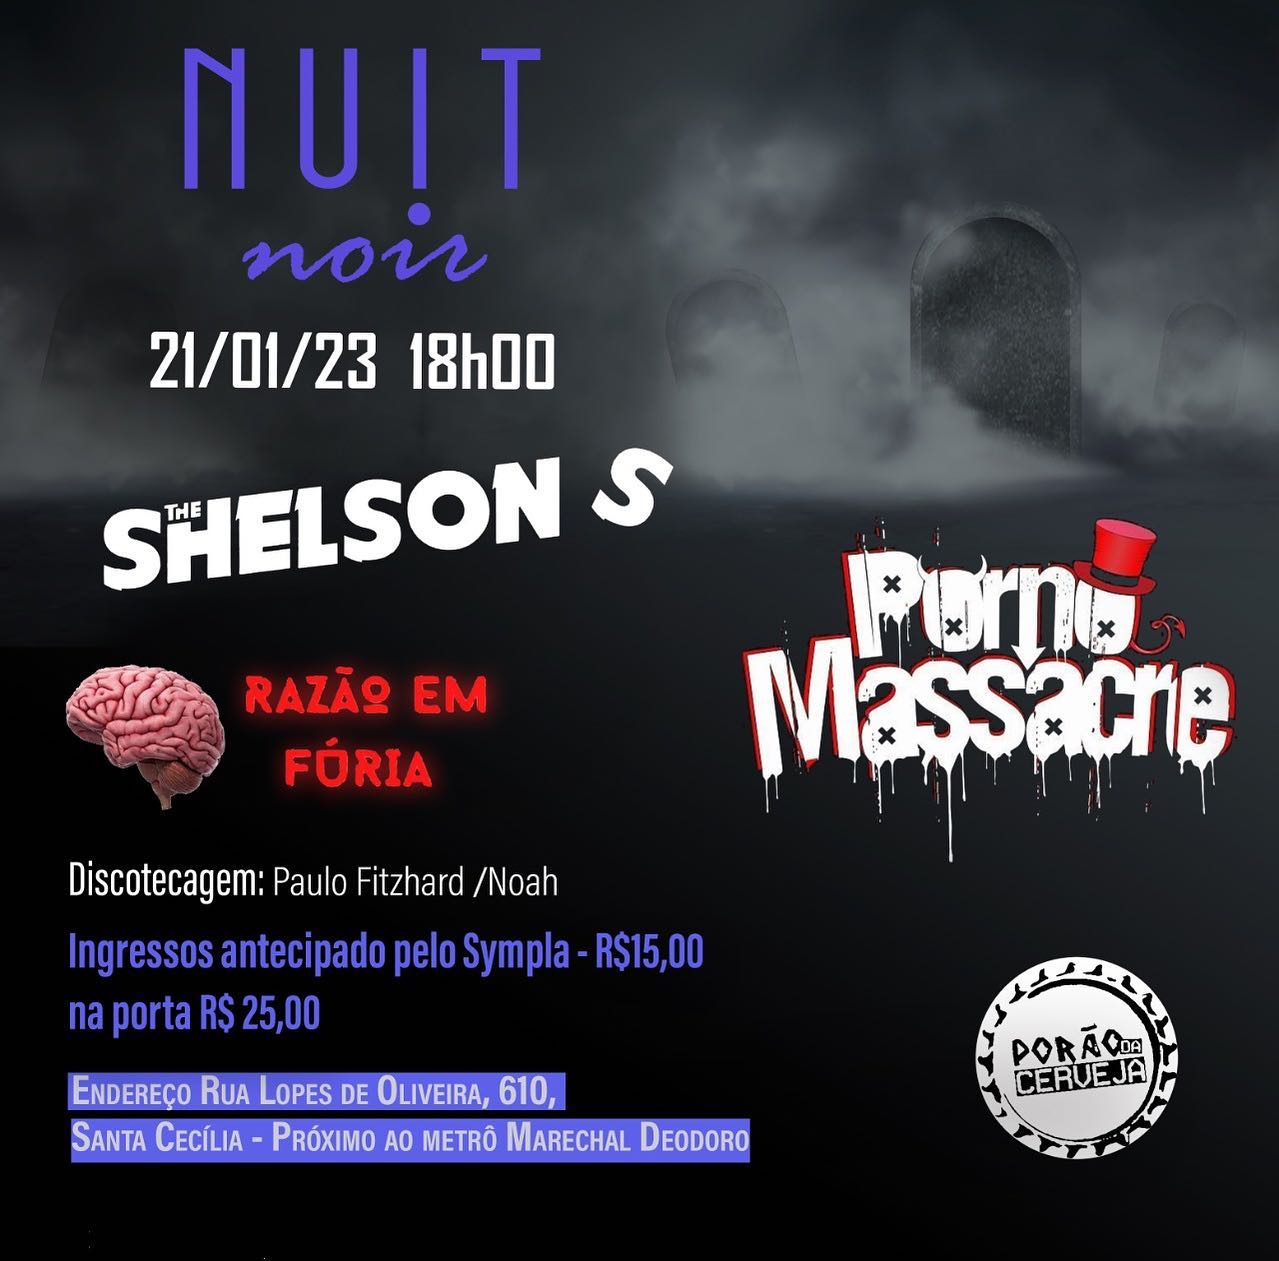 NUIT
noir
21/01/23 18h00
THE SHELSON S
Porno
Massacre
RAZÃO EM
FÚRIA
Discotecagem: Paulo Fitzhard /Noah
Ingressos antecipado pelo Sympla - R$15,00
na porta R$ 25,00
PORÃO DA
CERVEJA
ENDEREÇO RUA LOPES DE OLIVEIRA, 610,
SANTA CECÍLIA - PRÓXIMO AO METRÔ MARECHAL DEODORO